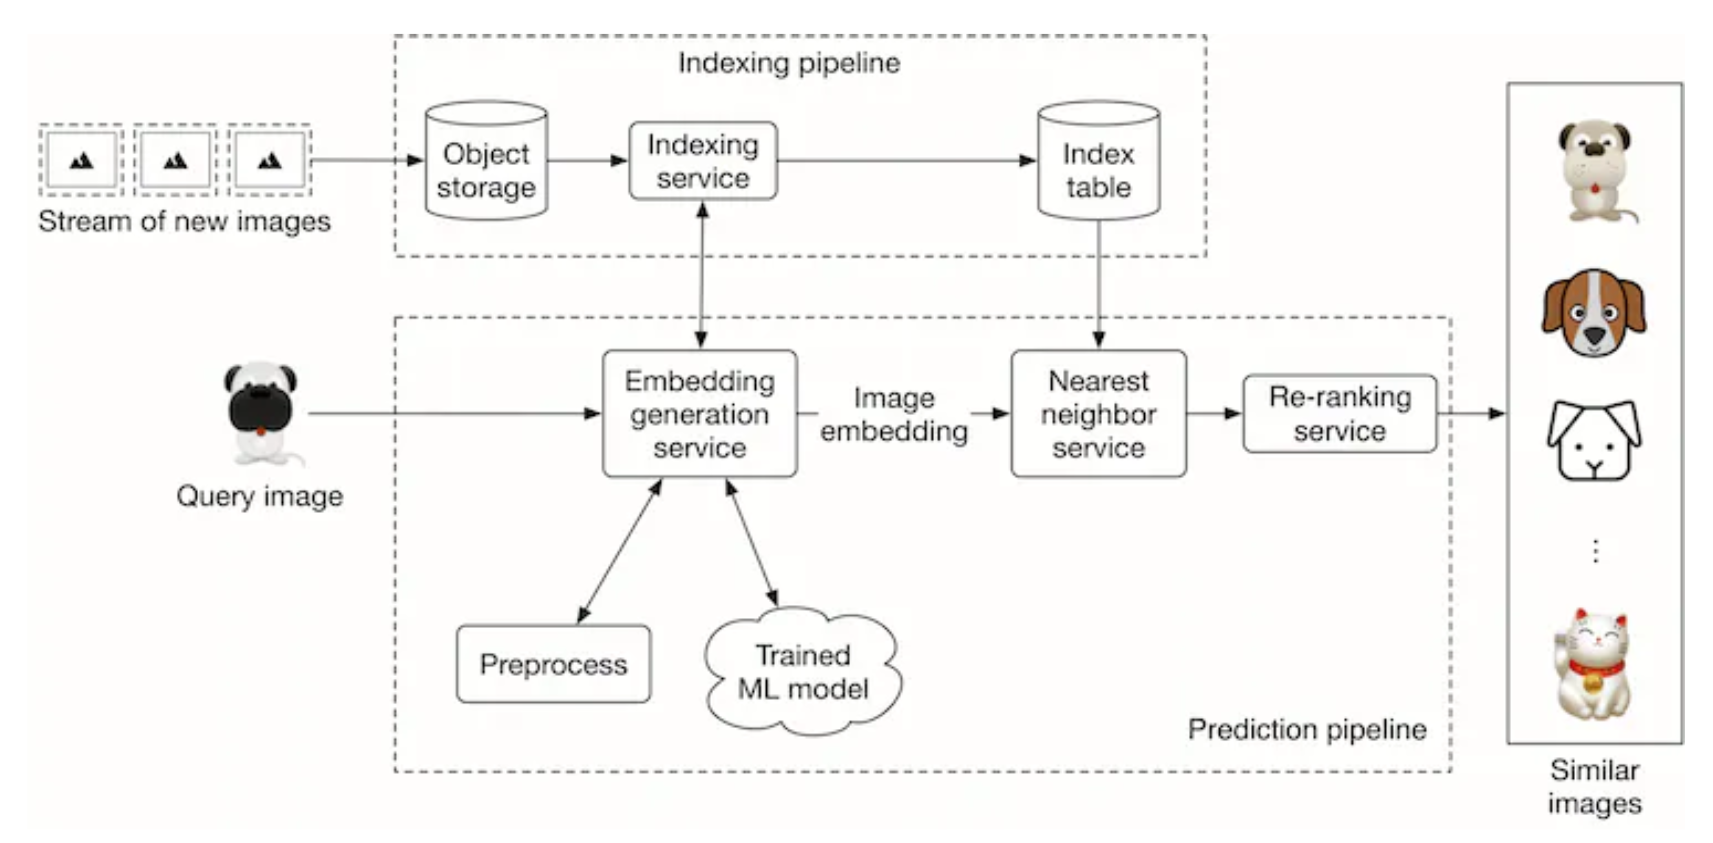 Indexing pipeline
Object
storage
Indexing
service
Index
table
Stream of new images
Embedding
generation
service
Image
embedding
Nearest
neighbor
service
Re-ranking
service
Query image
Preprocess
Trained
ML model
Prediction pipeline
⋮
Similar
images